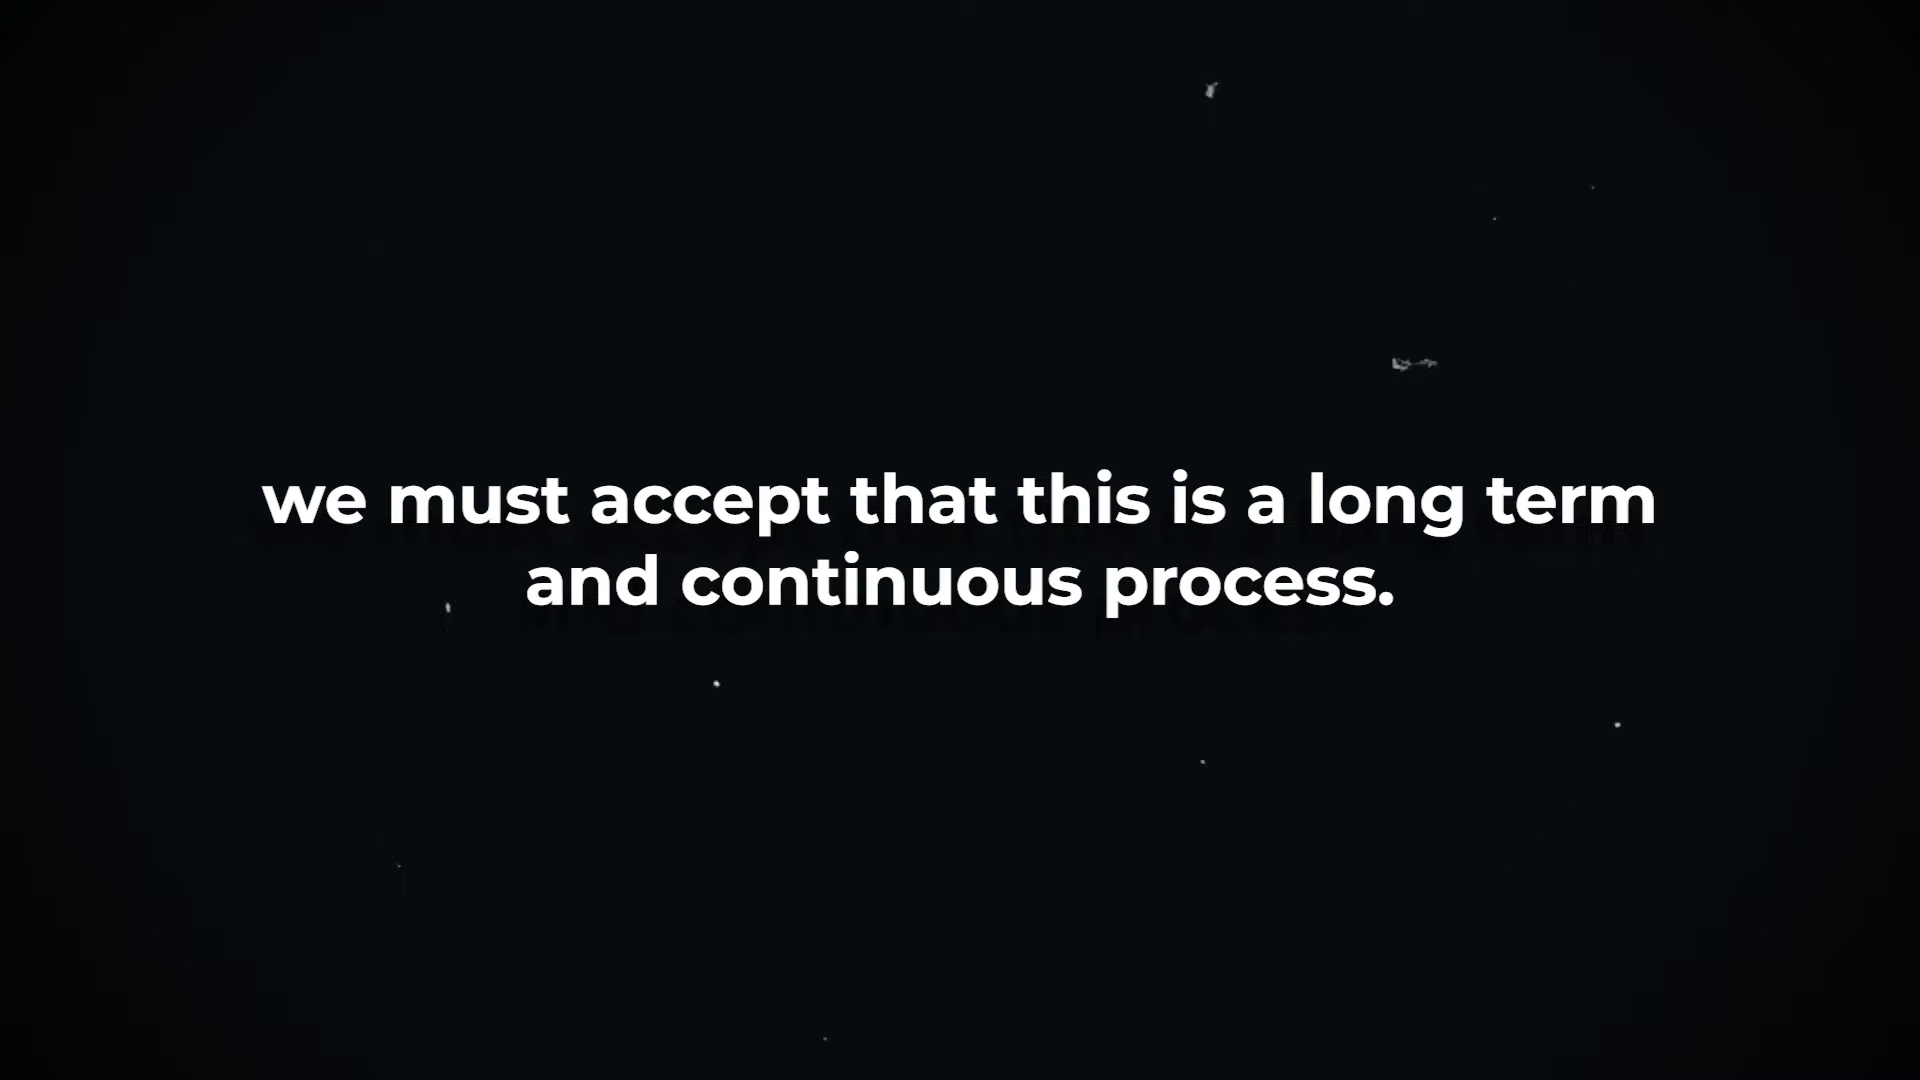 we must accept that this is a long term
and continuous process.